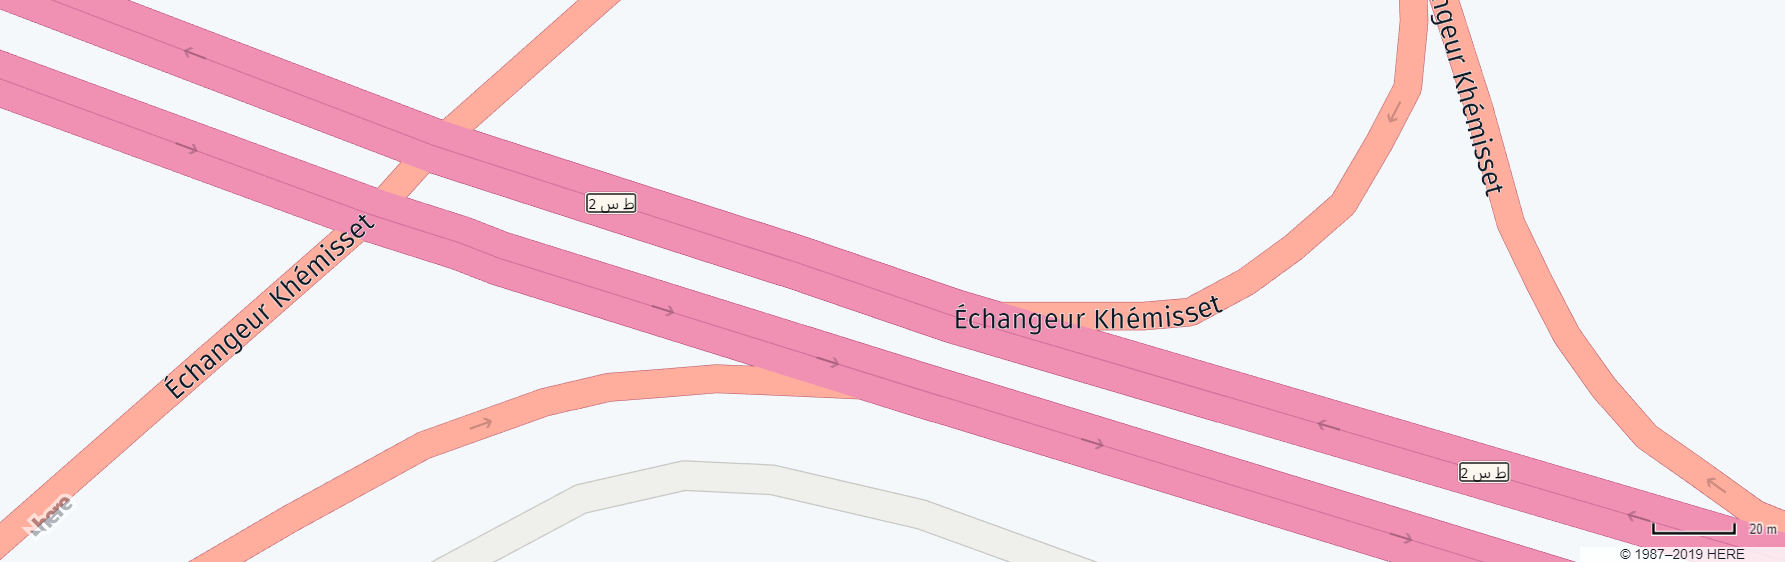 ngeur Khémisset
ط س 2
Échangeur Khémisset
Échangeur Khémisset
ط س 2
here
20 m
© 1987–2019 HERE